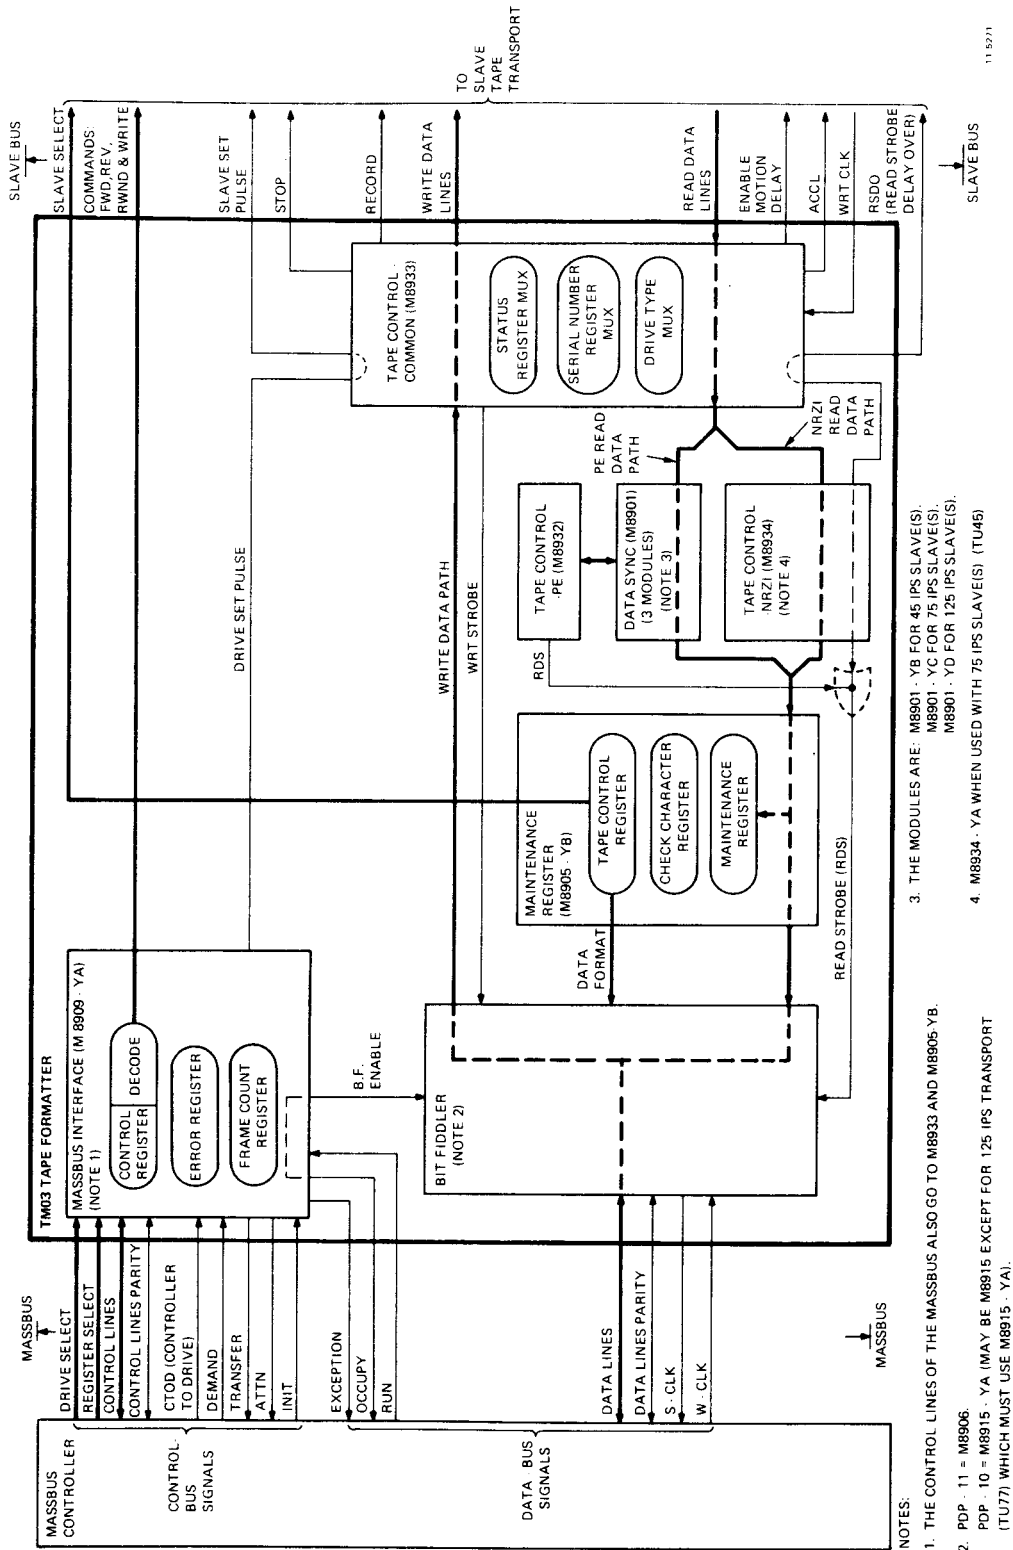 MASSBUS
CONTROLLER
CONTROL-
BUS
SIGNALS
DATA - BUS
SIGNALS
MASSBUS
DRIVE SELECT
REGISTER SELECT
CONTROL LINES
CONTROL LINES PARITY
CTOD (CONTROLLER
TO DRIVE)
DEMAND
TRANSFER
ATTN
INIT
EXCEPTION
OCCUPY
RUN
DATA LINES
DATA LINES PARITY
S - CLK
W - CLK
MASSBUS
TM03 TAPE FORMATTER
MASSBUS INTERFACE (M 8909 - YA)
(NOTE 1)
CONTROL
REGISTER
DECODE
ERROR REGISTER
FRAME COUNT
REGISTER
B.F.
ENABLE
BIT FIDDLER
(NOTE 2)
DATA
FORMAT
DRIVE SET PULSE
WRITE DATA PATH
WRT STROBE
MAINTENANCE
REGISTER
(M8905 - YB)
TAPE CONTROL
REGISTER
CHECK CHARACTER
REGISTER
MAINTENANCE
REGISTER
READ STROBE (RDS)
RDS
TAPE CONTROL
-PE (M8932)
DATA SYNC (M8901)
(3 MODULES)
(NOTE 3)
TAPE CONTROL
-NRZI (M8934)
(NOTE 4)
PE READ
DATA
PATH
NRZI
READ
DATA
PATH
TAPE CONTROL -
COMMON (M8933)
STATUS
REGISTER MUX
SERIAL NUMBER
REGISTER
MUX
DRIVE TYPE
MUX
SLAVE BUS
SLAVE SELECT
COMMANDS:
FWD,REV,
RWND & WRITE
SLAVE SET
PULSE
STOP
RECORD
WRITE DATA
LINES
READ DATA
LINES
ENABLE
MOTION
DELAY
ACCL
WRT CLK
RSDO
(READ STROBE
DELAY OVER)
SLAVE BUS
TO
SLAVE
TAPE
TRANSPORT
NOTES:
1. THE CONTROL LINES OF THE MASSBUS ALSO GO TO M8933 AND M8905-YB.
2. PDP - 11 = M8906.
PDP - 10 = M8915 - YA (MAY BE M8915 EXCEPT FOR 125 IPS TRANSPORT
(TU77) WHICH MUST USE M8915 - YA).
3. THE MODULES ARE: M8901 - YB FOR 45 IPS SLAVE(S).
M8901 - YC FOR 75 IPS SLAVE(S).
M8901 - YD FOR 125 IPS SLAVE(S).
4. M8934 - YA WHEN USED WITH 75 IPS SLAVE(S) (TU45)
11 5271